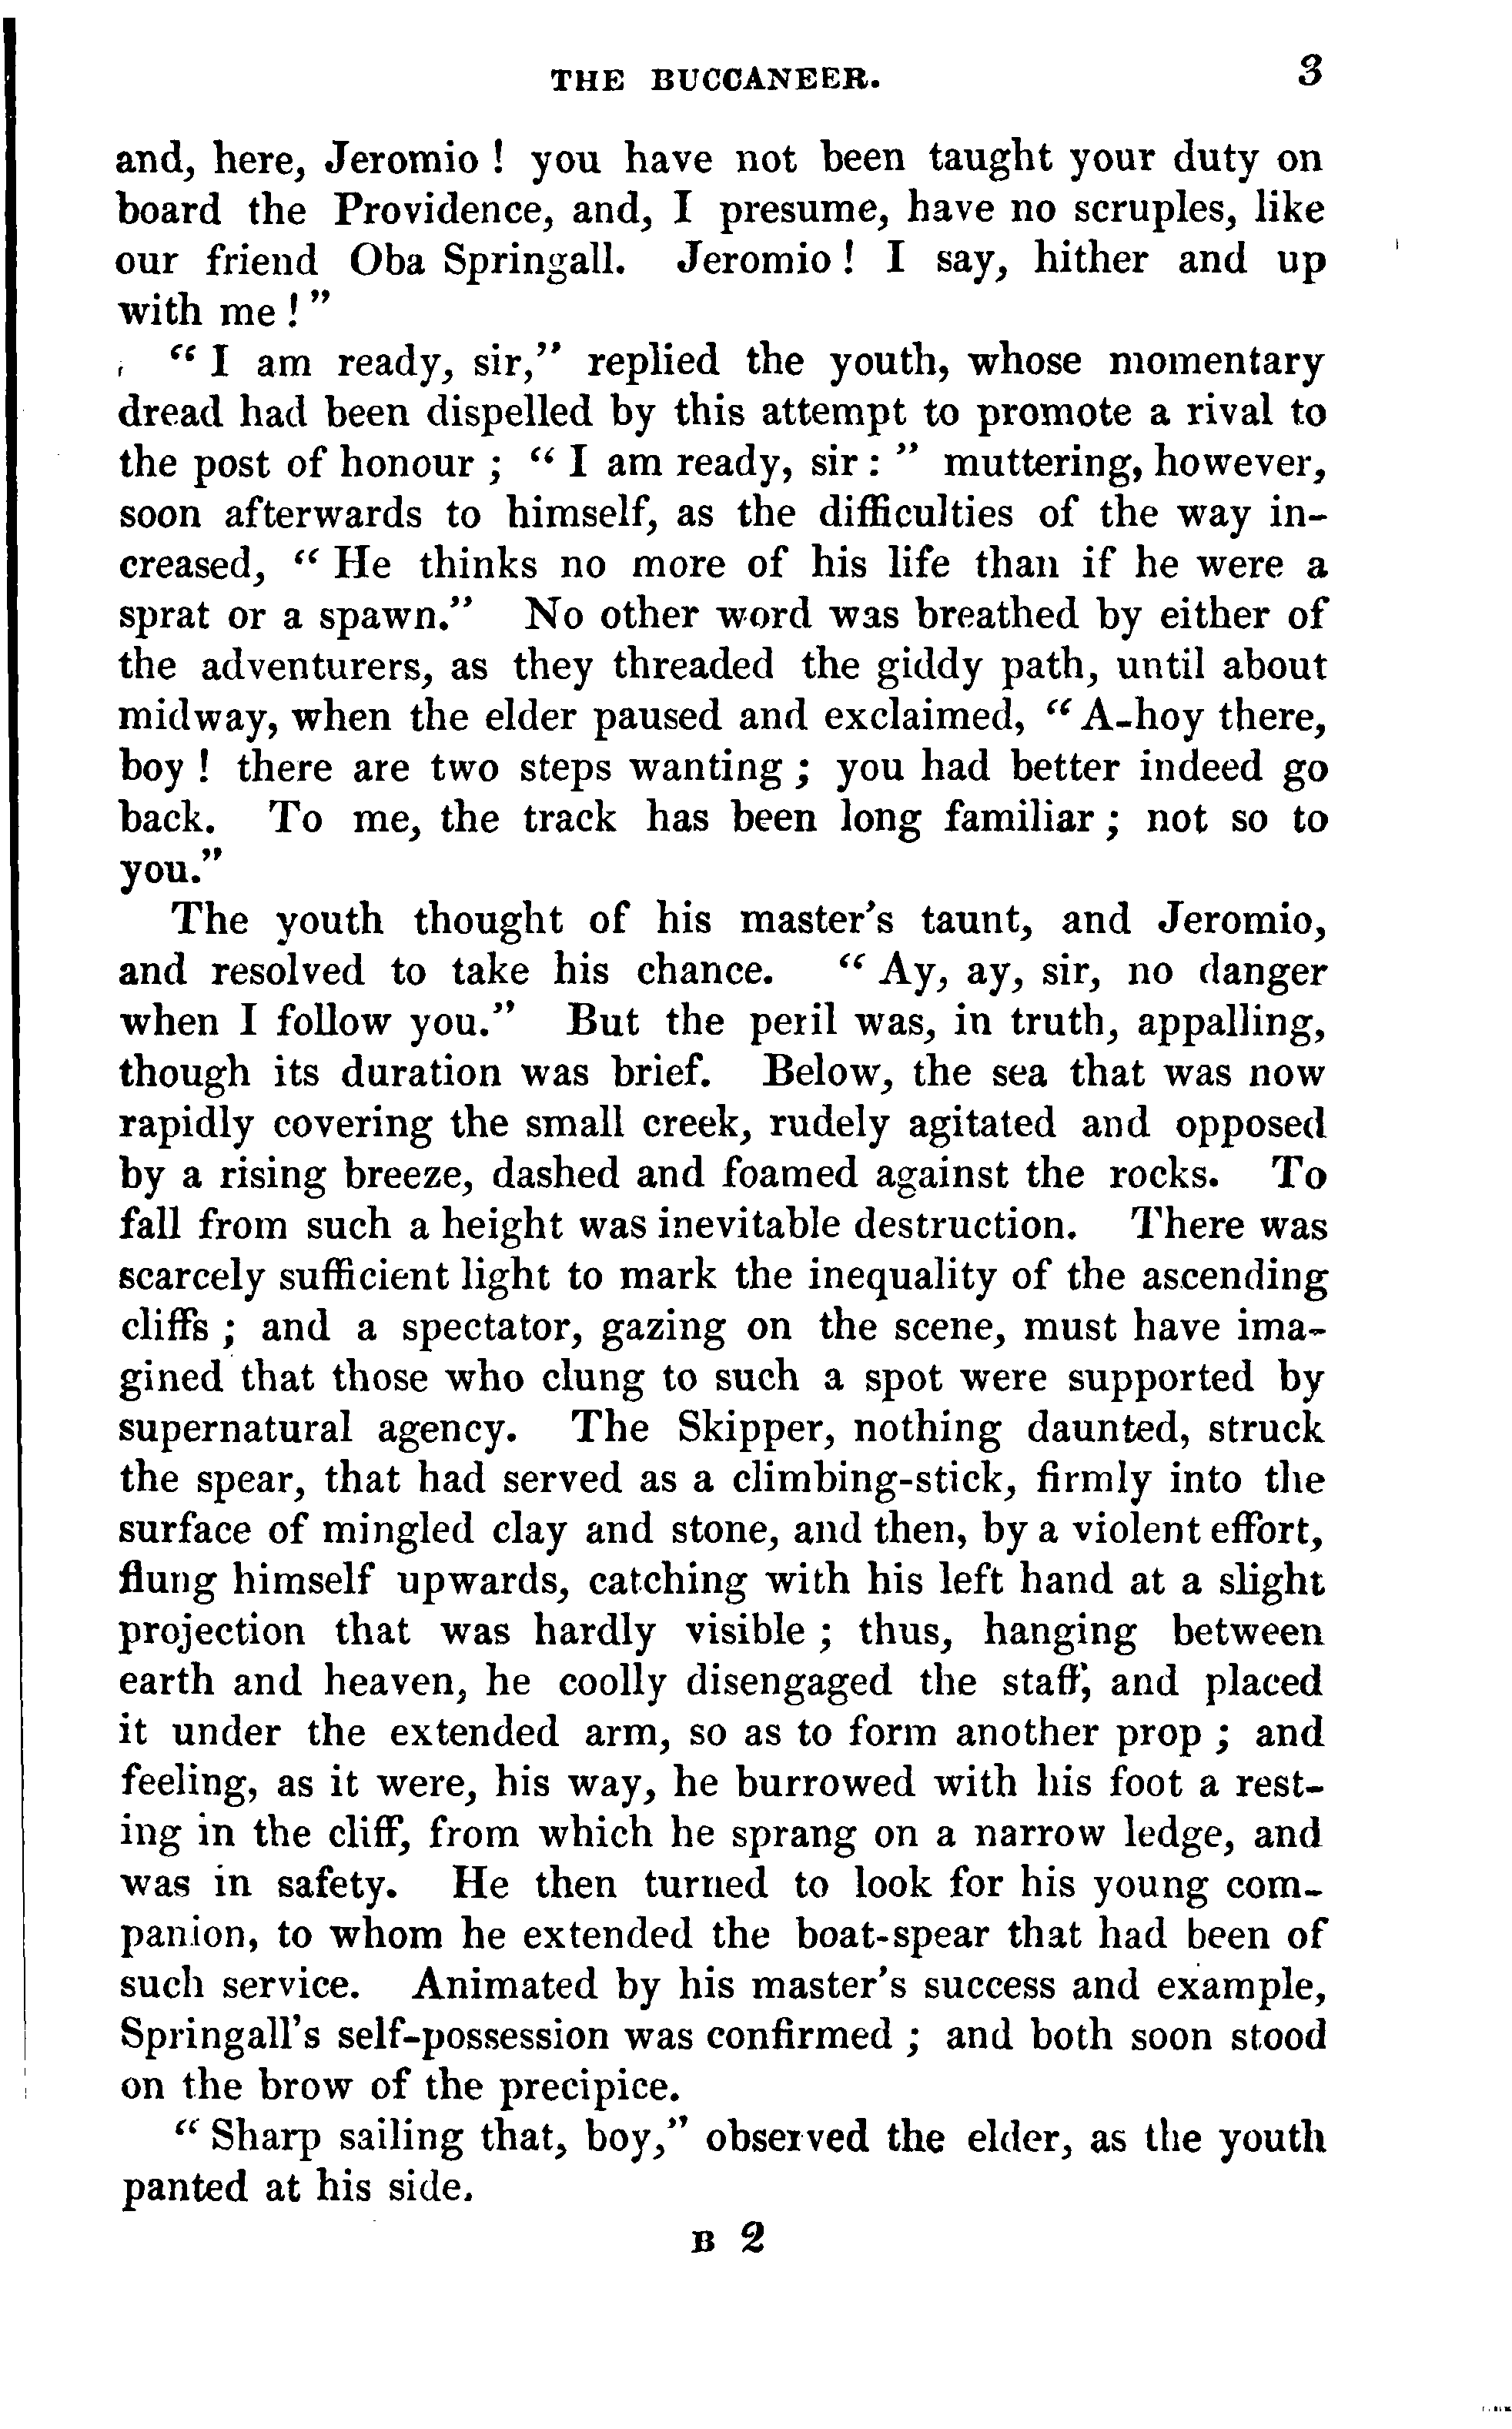 THE BUCCANEER. 3
and, here, Jeromio ! you have not been taught your duty on
board the Providence, and, I presume, have no scruples, like
our friend Oba Springall. Jeromio ! I say, hither and up
with me ! ”
“ I am ready, sir,” replied the youth, whose momentary
dread had been dispelled by this attempt to promote a rival to
the post of honour ; “ I am ready, sir : ” muttering, however,
soon afterwards to himself, as the difficulties of the way in-
creased, “ He thinks no more of his life than if he were a
sprat or a spawn.” No other word was breathed by either of
the adventurers, as they threaded the giddy path, until about
midway, when the elder paused and exclaimed, “ A-hoy there,
boy ! there are two steps wanting ; you had better indeed go
back. To me, the track has been long familiar ; not so to
you.”
The youth thought of his master's taunt, and Jeromio,
and resolved to take his chance. “ Ay, ay, sir, no danger
when I follow you.” But the peril was, in truth, appalling,
though its duration was brief. Below, the sea that was now
rapidly covering the small creek, rudely agitated and opposed
by a rising breeze, dashed and foamed against the rocks. To
fall from such a height was inevitable destruction. There was
scarcely sufficient light to mark the inequality of the ascending
cliffs ; and a spectator, gazing on the scene, must have ima-
gined that those who clung to such a spot were supported by
supernatural agency. The Skipper, nothing daunted, struck
the spear, that had served as a climbing-stick, firmly into the
surface of mingled clay and stone, and then, by a violent effort,
flung himself upwards, catching with his left hand at a slight
projection that was hardly visible ; thus, hanging between
earth and heaven, he coolly disengaged the staff, and placed
it under the extended arm, so as to form another prop ; and
feeling, as it were, his way, he burrowed with his foot a rest-
ing in the cliff, from which he sprang on a narrow ledge, and
was in safety. He then turned to look for his young com-
panion, to whom he extended the boat-spear that had been of
such service. Animated by his master's success and example,
Springall's self-possession was confirmed ; and both soon stood
on the brow of the precipice.
“ Sharp sailing that, boy,” observed the elder, as the youth
panted at his side.
B 2